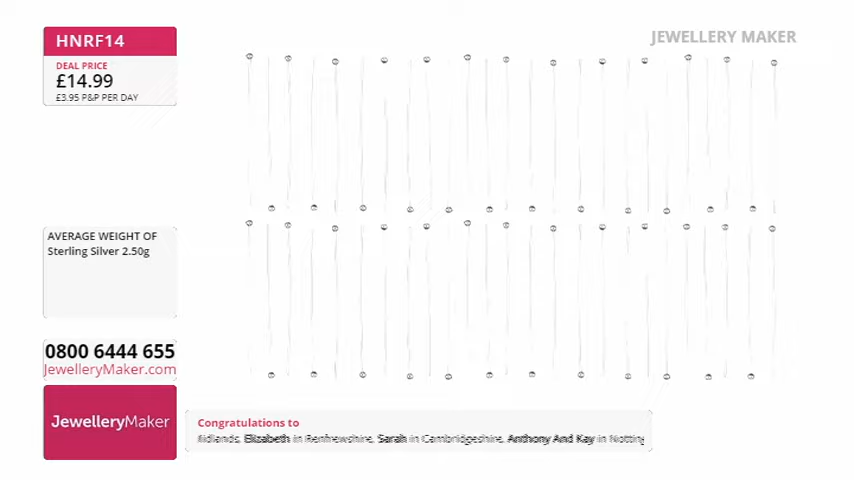 HNRF14
DEAL PRICE
£14.99
£3.95 P&P PER DAY
JEWELLERY MAKER
AVERAGE WEIGHT OF
Sterling Silver 2.50g
0800 6444 655
JewelleryMaker.com
JewelleryMaker
Congratulations to
Midlands, Elizabeth in Renfrewshire, Sarah in Cambridgeshire, Anthony And Kay in Notting